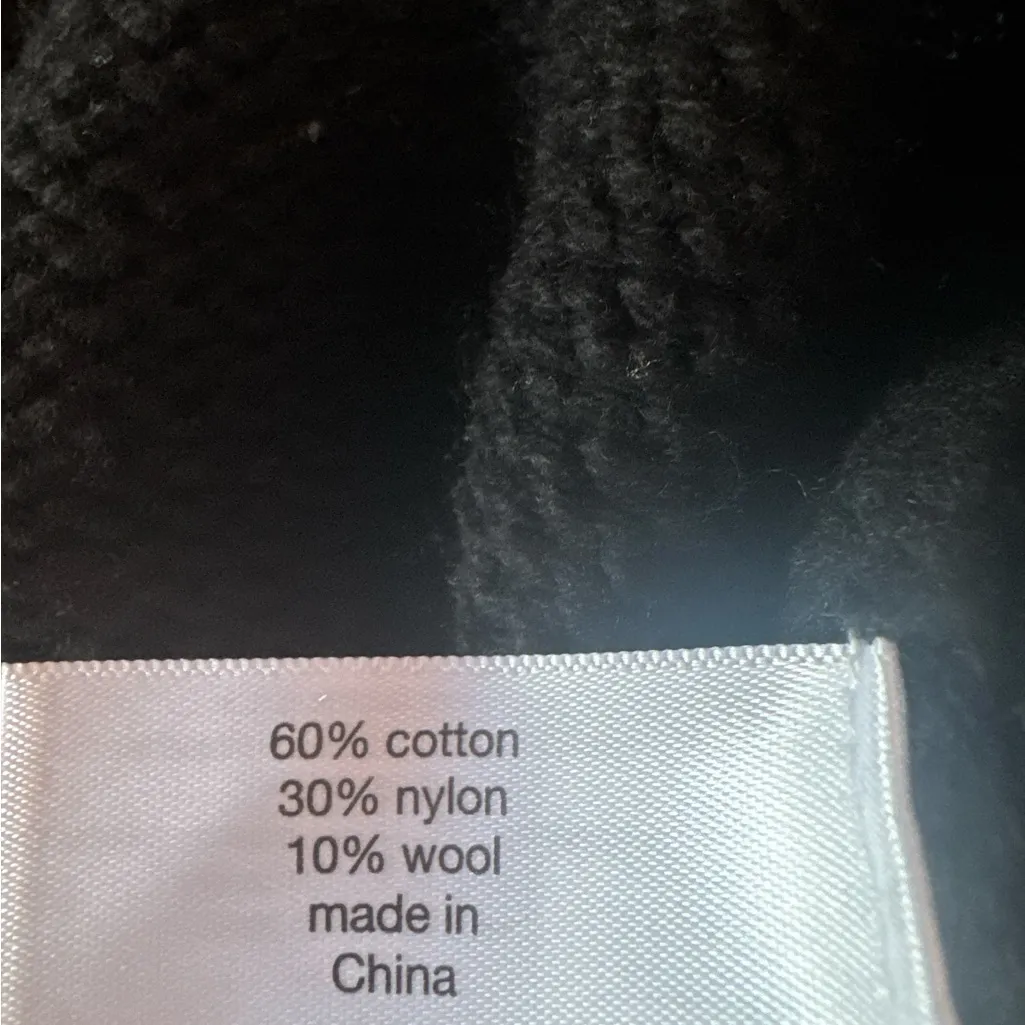 60% cotton
30% nylon
10% wool
made in
China